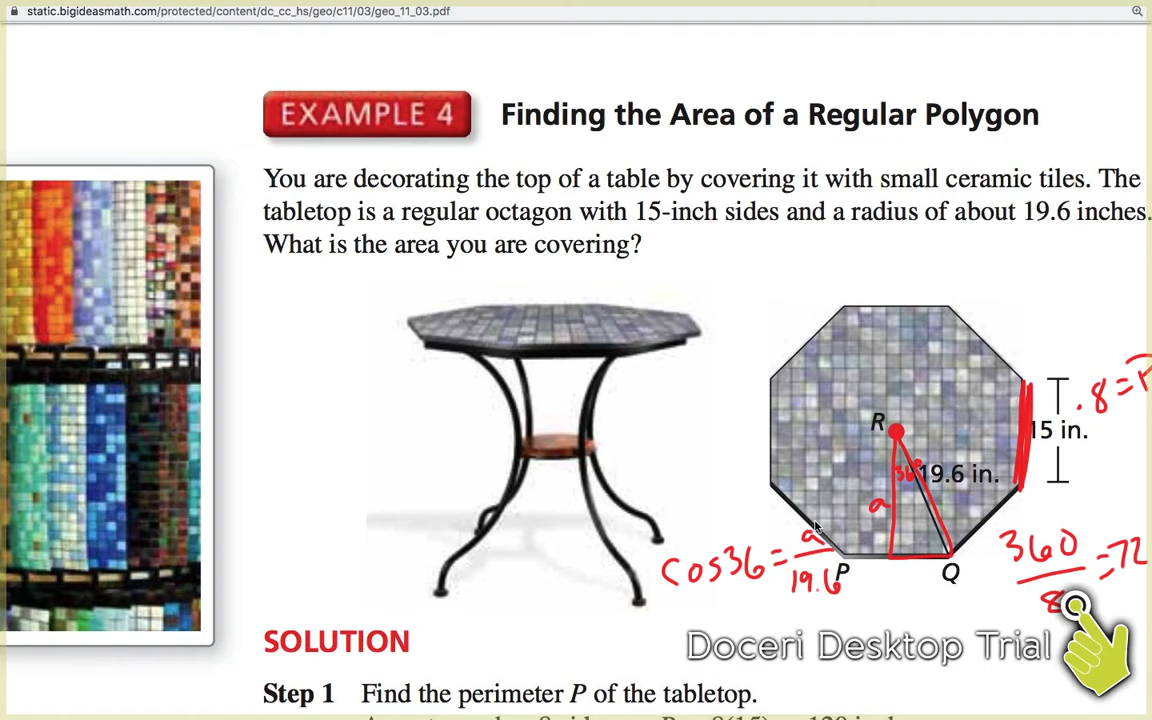 static.bigideasmath.com/protected/content/dc_cc_hs/geo/c11/03/geo_11_03.pdf
EXAMPLE 4 Finding the Area of a Regular Polygon
You are decorating the top of a table by covering it with small ceramic tiles. The
tabletop is a regular octagon with 15-inch sides and a radius of about 19.6 inches.
What is the area you are covering?
. 8 =
R
15 in.
36° 19.6 in.
a
cos36 = a/19.6
360/8 = 72
P
Q
SOLUTION
Doceri Desktop Trial
Step 1 Find the perimeter P of the tabletop.